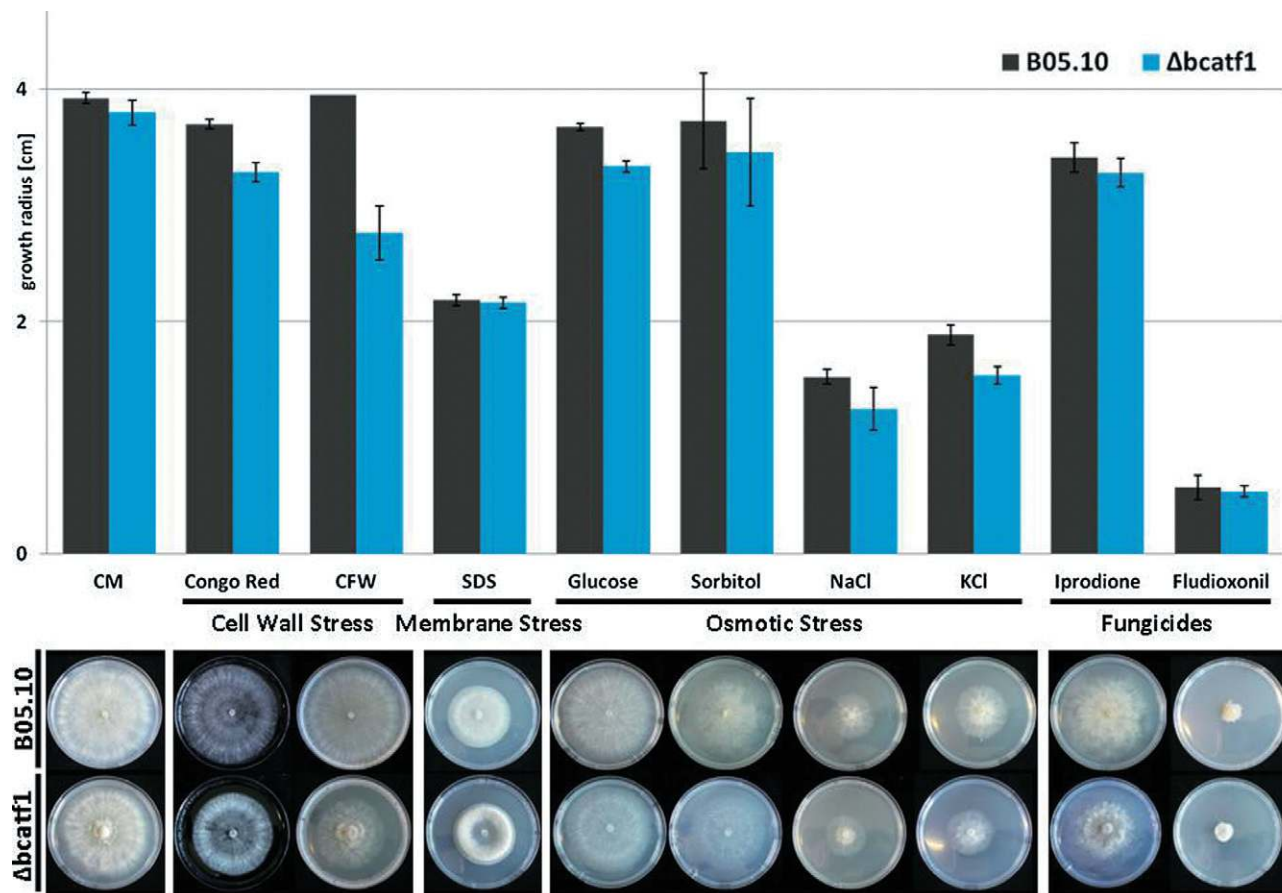 B05.10 Δbcatf1
4
growth radius [cm]
2
0
CM Congo Red CFW SDS Glucose Sorbitol NaCl KCl Iprodione Fludioxonil
Cell Wall Stress Membrane Stress Osmotic Stress Fungicides
B05.10
Δbcatf1